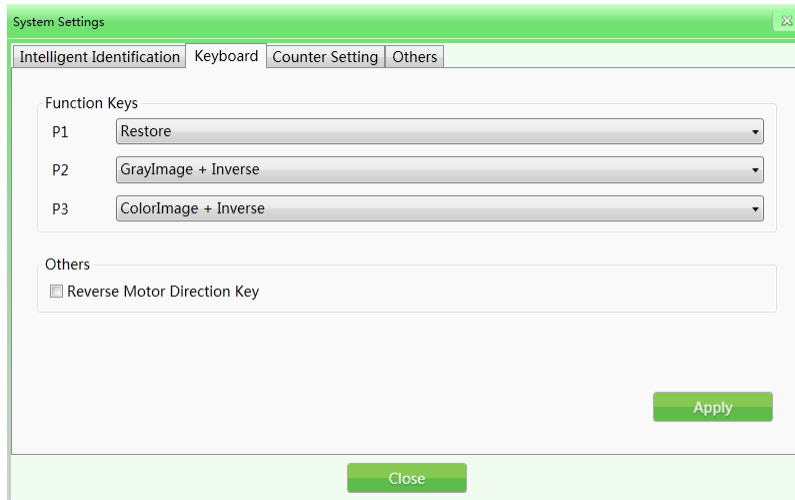 System Settings
Intelligent Identification Keyboard Counter Setting Others
Function Keys
P1 Restore
P2 GrayImage + Inverse
P3 ColorImage + Inverse
Others
Reverse Motor Direction Key
Apply
Close